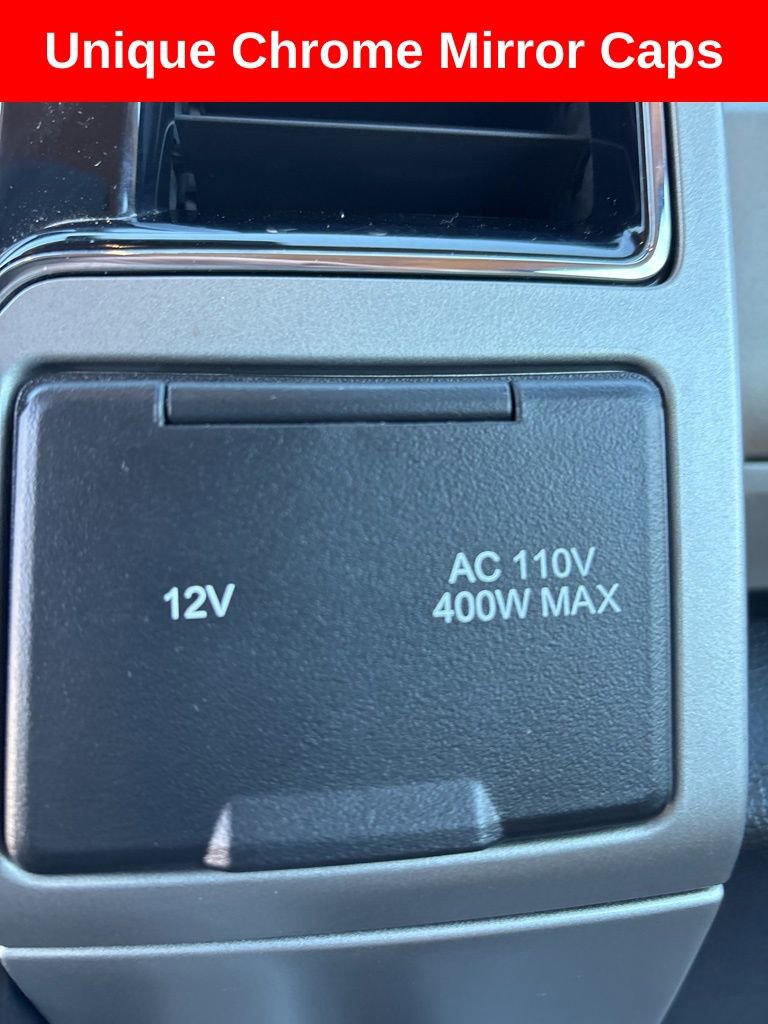 Unique Chrome Mirror Caps
12V
AC 110V
400W MAX